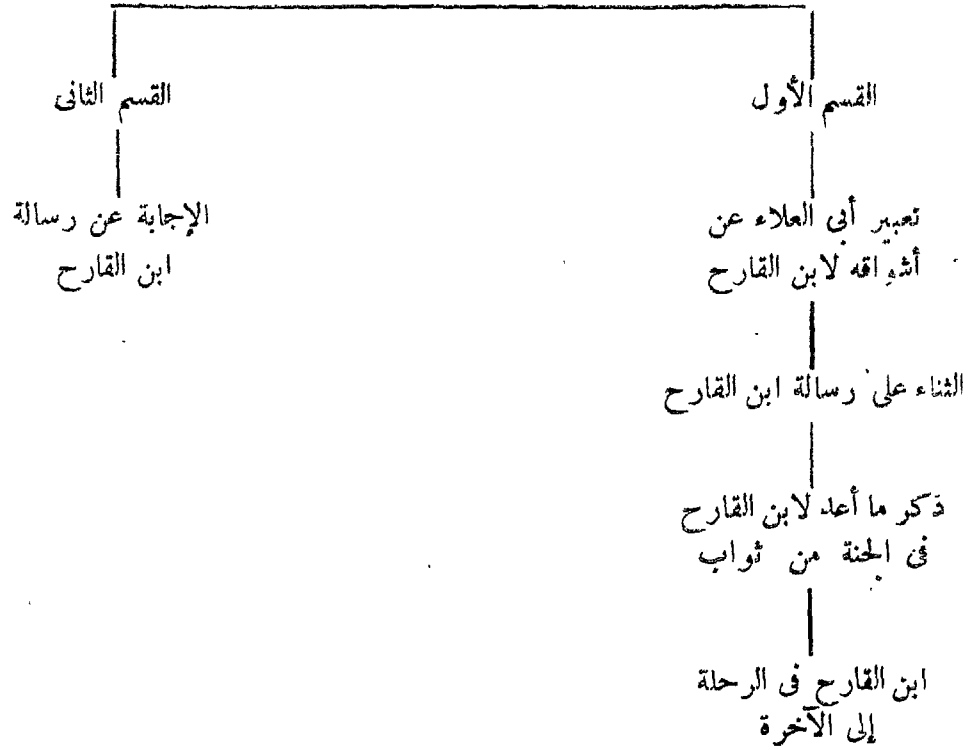 القسم الأول
تعبير أبى العلاء عن
أشواقه لابن القارح
الثناء على رسالة ابن القارح
ذكر ما أعد لابن القارح
فى الجنة من ثواب
ابن القارح فى الرحلة
إلى الآخرة
القسم الثانى
الإجابة عن رسالة
ابن القارح